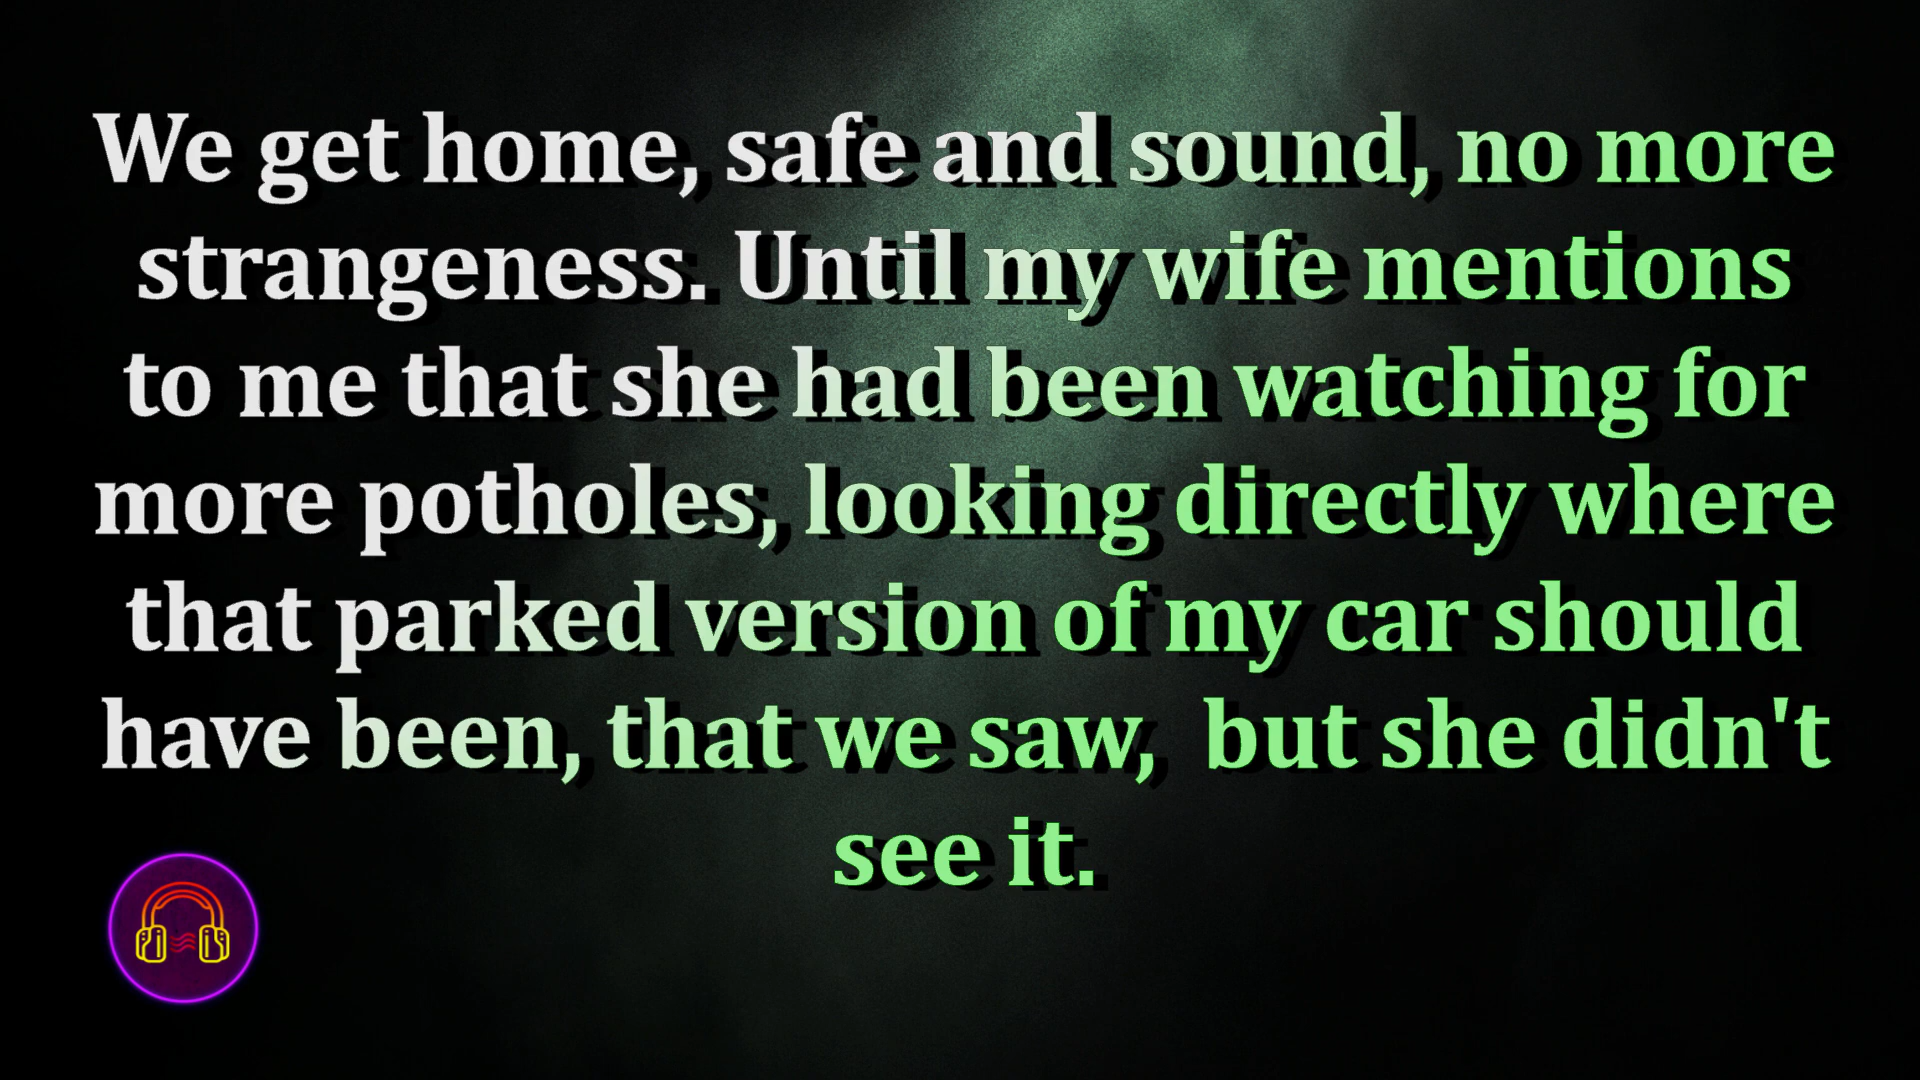 We get home, safe and sound, no more
strangeness. Until my wife mentions
to me that she had been watching for
more potholes, looking directly where
that parked version of my car should
have been, that we saw,  but she didn't
see it.